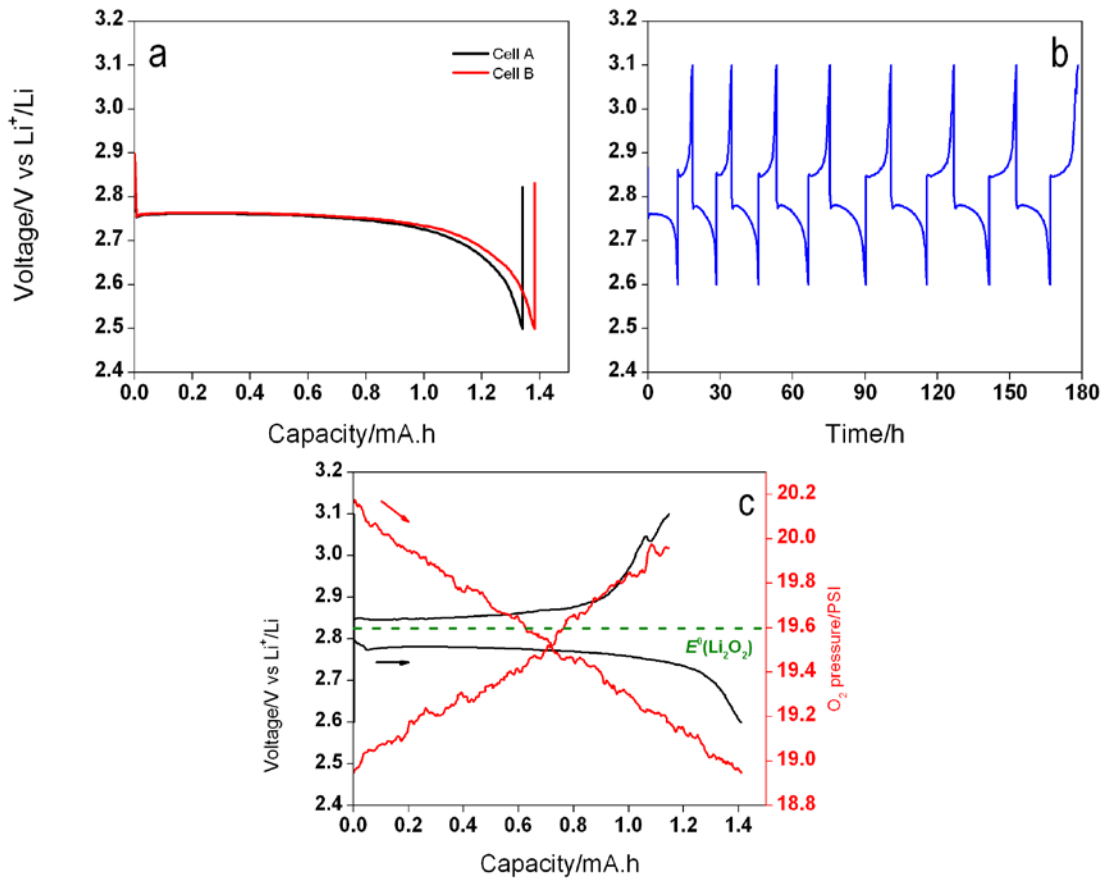 a
Cell A
Cell B
3.2
3.1
3.0
2.9
2.8
2.7
2.6
2.5
2.4
0.0 0.2 0.4 0.6 0.8 1.0 1.2 1.4
Voltage/V vs Li⁺/Li
Capacity/mA.h
b
3.2
3.1
3.0
2.9
2.8
2.7
2.6
2.5
2.4
0 30 60 90 120 150 180
Time/h
c
3.2
3.1
3.0
2.9
2.8
2.7
2.6
2.5
2.4
Voltage/V vs Li⁺/Li
E⁰(Li₂O₂)
20.2
20.0
19.8
19.6
19.4
19.2
19.0
18.8
O₂ pressure/PSI
0.0 0.2 0.4 0.6 0.8 1.0 1.2 1.4
Capacity/mA.h